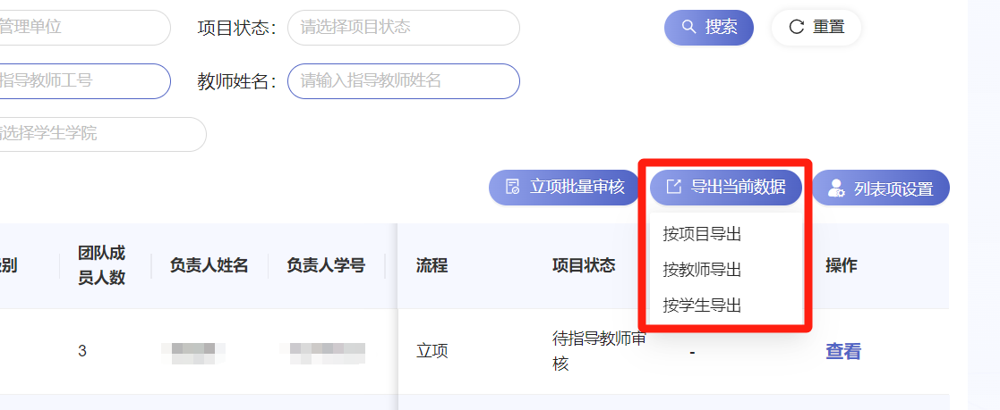 管理单位
项目状态：
请选择项目状态
搜索
重置
指导教师工号
教师姓名：
请输入指导教师姓名
选择学生学院
立项批量审核
导出当前数据
列表项设置
按项目导出
按教师导出
按学生导出
别
团队成
员人数
负责人姓名
负责人学号
流程
项目状态
操作
3
立项
待指导教师审
核
-
查看